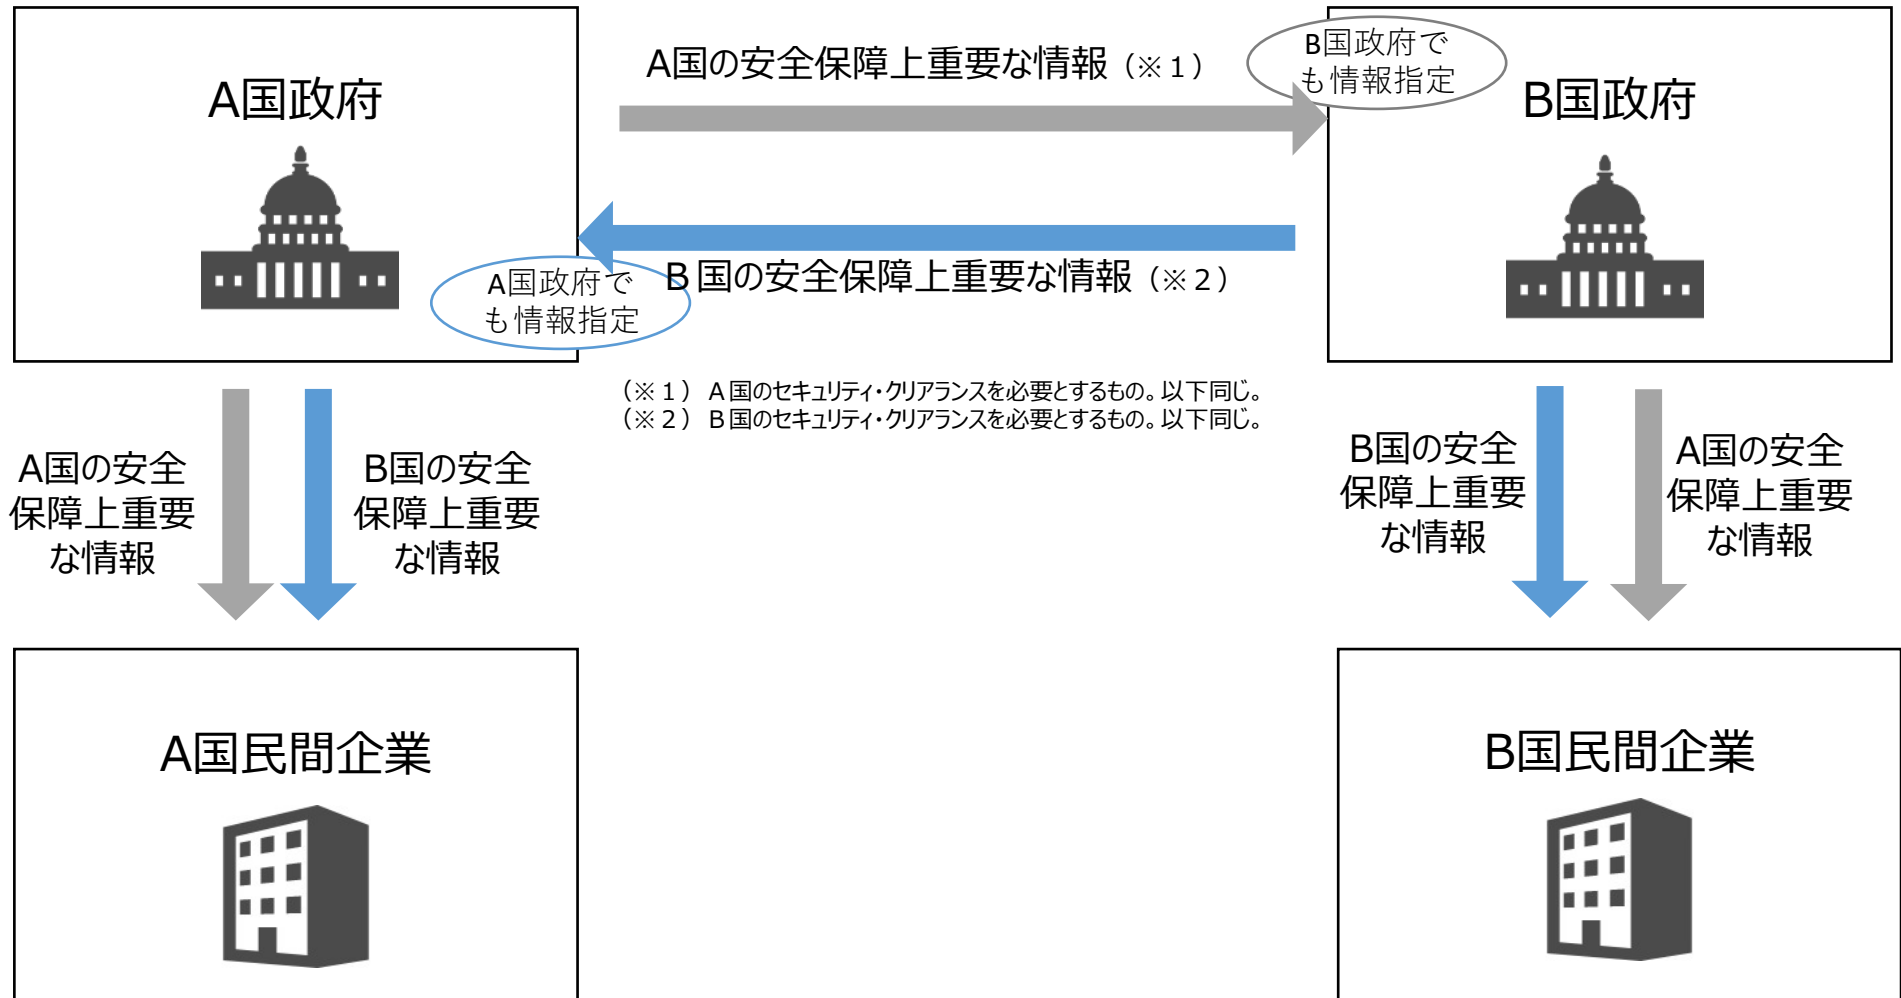 A国政府
A国の安全保障上重要な情報（※１）
B国政府で
も情報指定
B国政府
A国政府で
も情報指定
Ｂ国の安全保障上重要な情報（※２）
（※１）Ａ国のセキュリティ・クリアランスを必要とするもの。以下同じ。
（※２）Ｂ国のセキュリティ・クリアランスを必要とするもの。以下同じ。
A国の安全
保障上重要
な情報
B国の安全
保障上重要
な情報
B国の安全
保障上重要
な情報
A国の安全
保障上重要
な情報
A国民間企業
B国民間企業